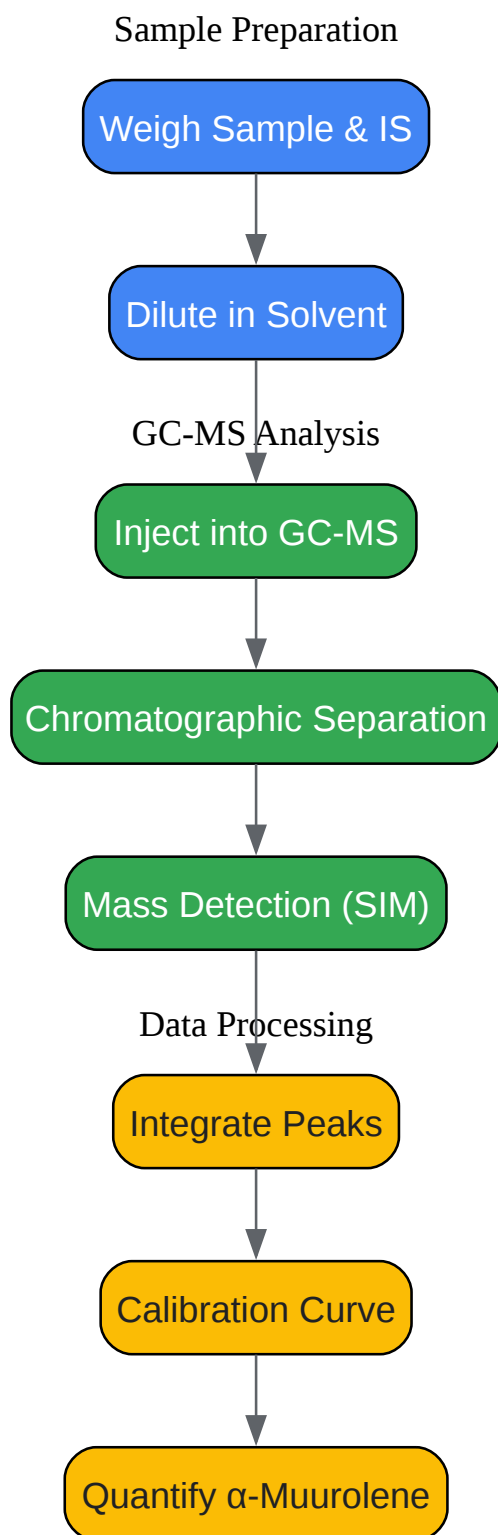 Sample Preparation
Weigh Sample & IS
Dilute in Solvent
GC-MS Analysis
Inject into GC-MS
Chromatographic Separation
Mass Detection (SIM)
Data Processing
Integrate Peaks
Calibration Curve
Quantify α-Muurolene